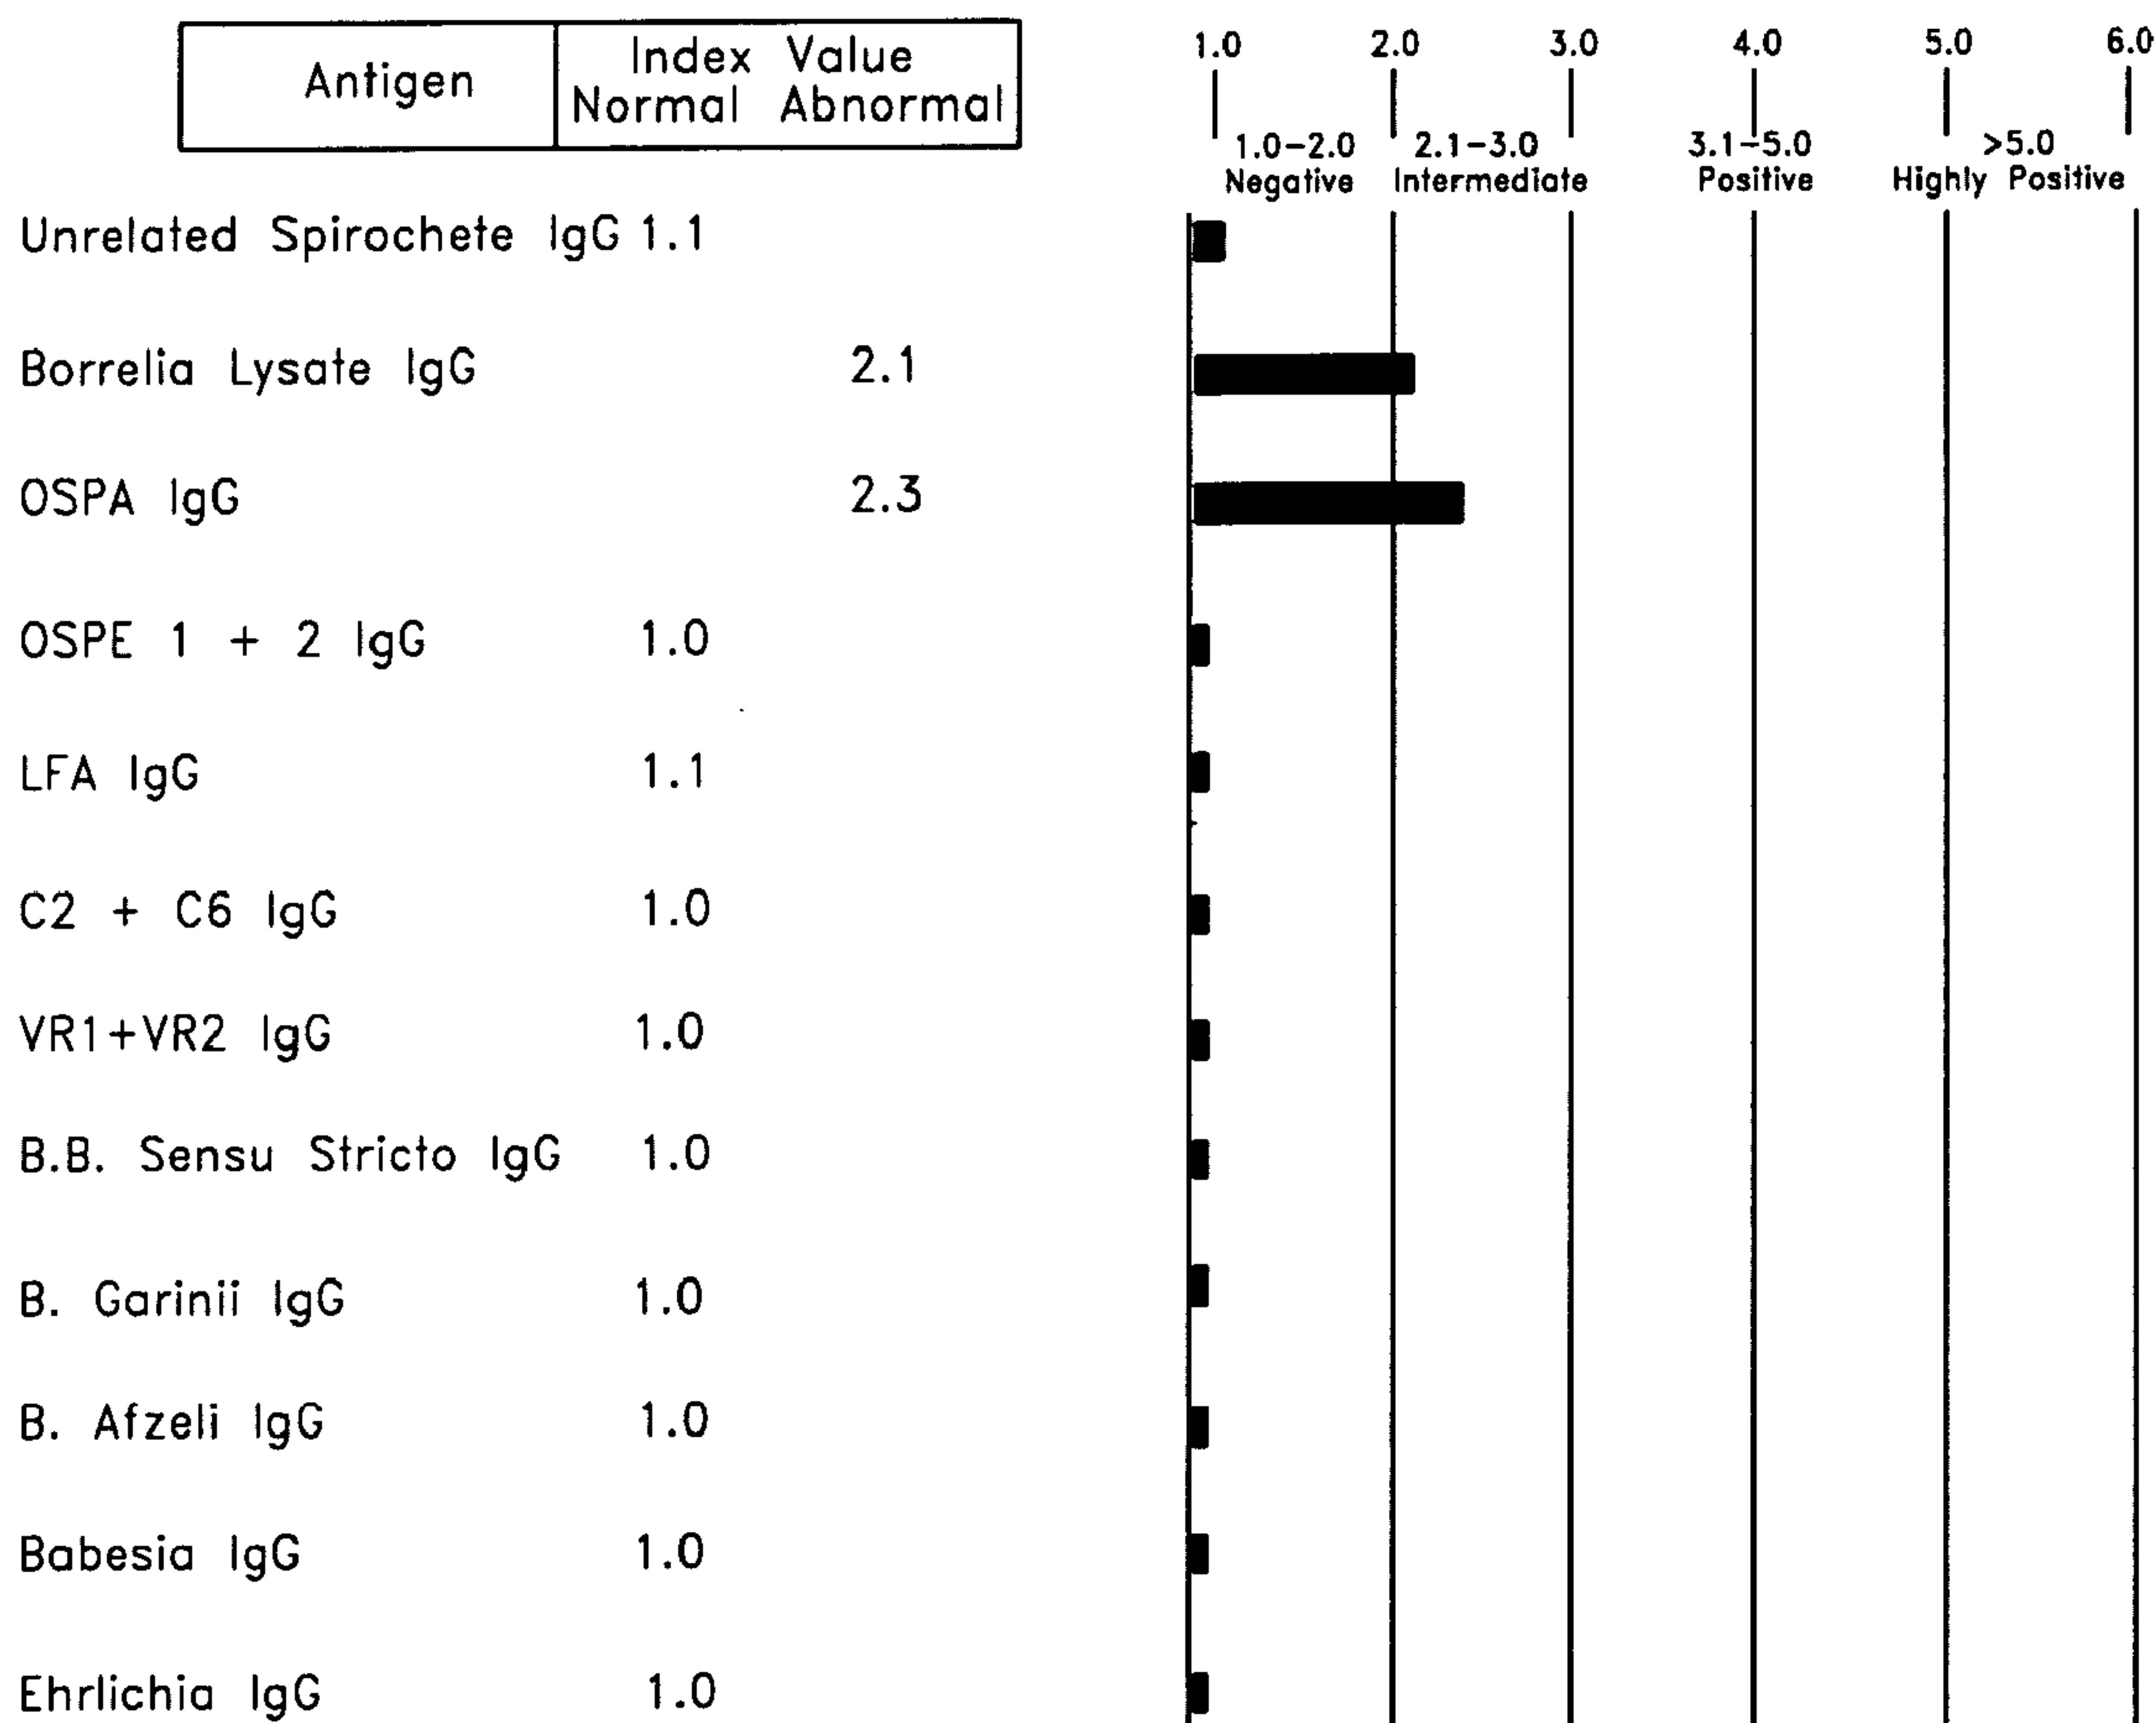 Antigen
Index Value
Normal Abnormal
1.0 2.0 3.0 4.0 5.0 6.0
1.0-2.0 2.1-3.0 3.1-5.0 >5.0
Negative Intermediate Positive Highly Positive
Unrelated Spirochete IgG 1.1
Borrelia Lysate IgG 2.1
OSPA IgG 2.3
OSPE 1 + 2 IgG 1.0
LFA IgG 1.1
C2 + C6 IgG 1.0
VR1+VR2 IgG 1.0
B.B. Sensu Stricto IgG 1.0
B. Garinii IgG 1.0
B. Afzeli IgG 1.0
Babesia IgG 1.0
Ehrlichia IgG 1.0